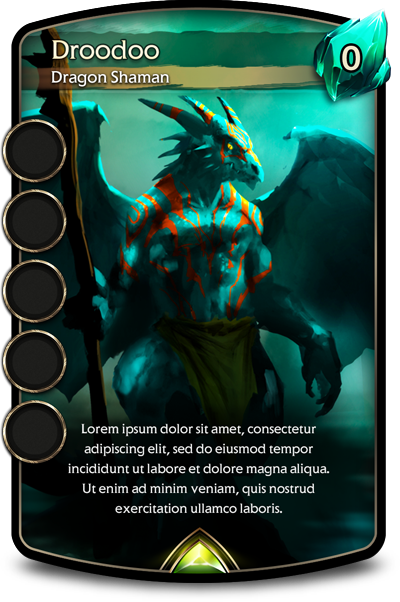 Droodoo
0
Dragon Shaman
Lorem ipsum dolor sit amet, consectetur
adipiscing elit, sed do eiusmod tempor
incididunt ut labore et dolore magna aliqua.
Ut enim ad minim veniam, quis nostrud
exercitation ullamco laboris.